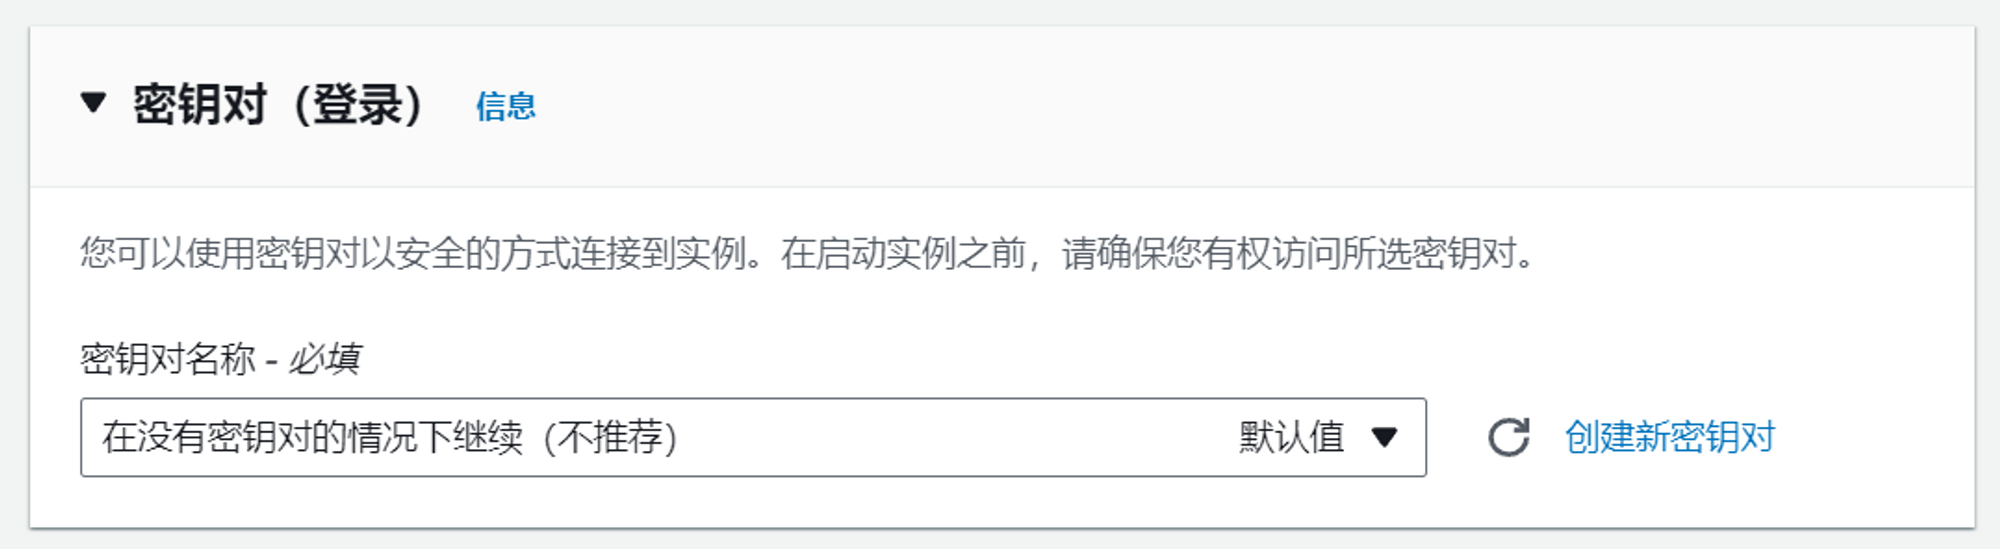 密钥对（登录） 信息
您可以使用密钥对以安全的方式连接到实例。在启动实例之前，请确保您有权访问所选密钥对。
密钥对名称 - 必填
在没有密钥对的情况下继续（不推荐） 默认值 创建新密钥对